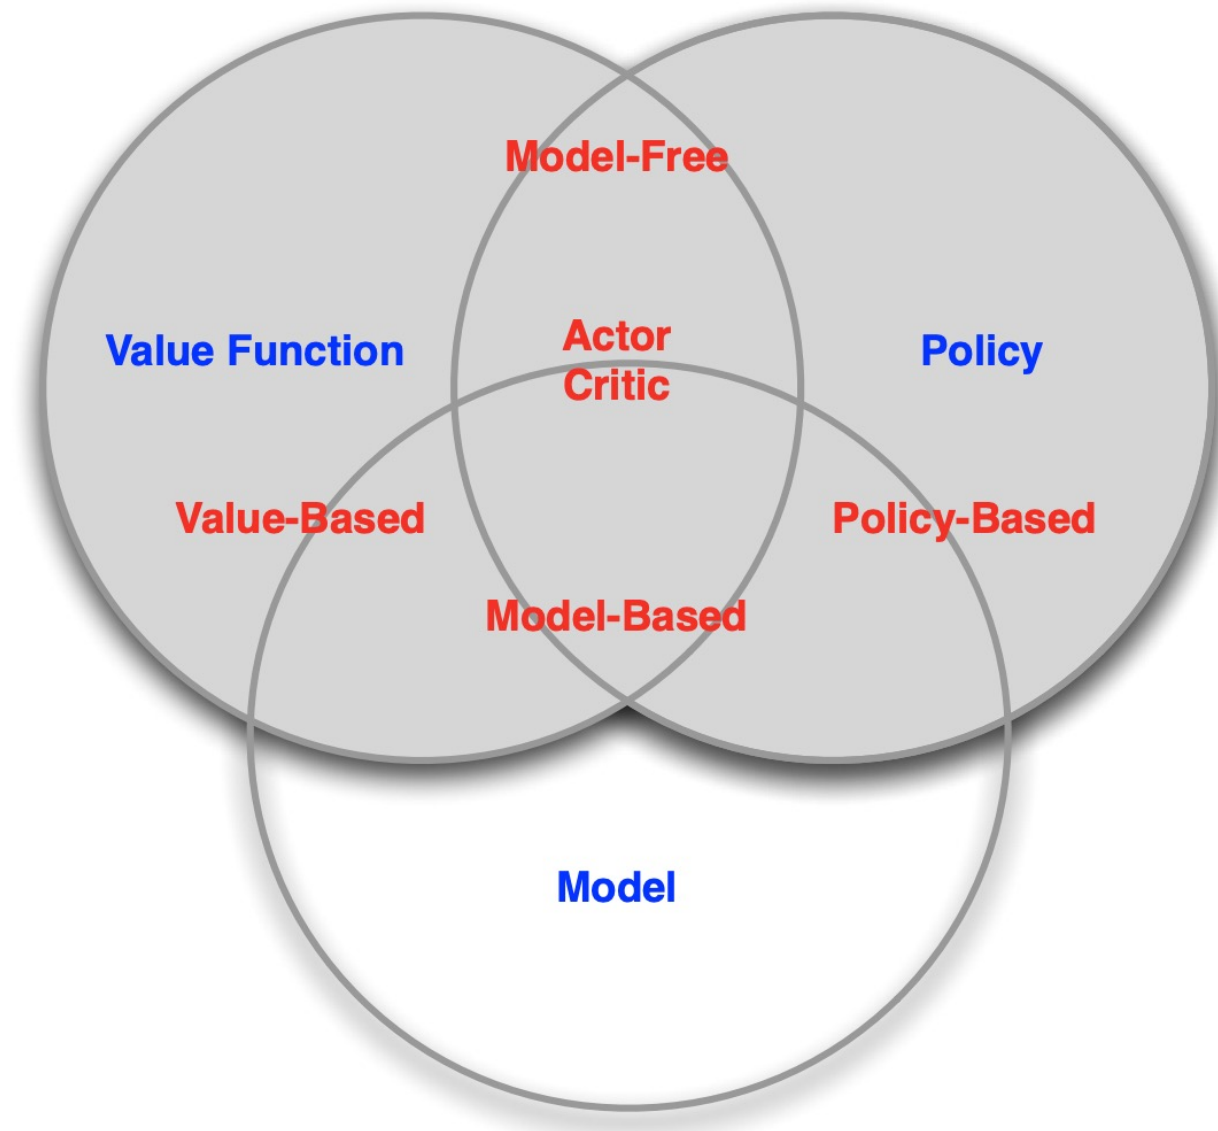 Model-Free
Actor
Critic
Value Function
Policy
Value-Based
Policy-Based
Model-Based
Model